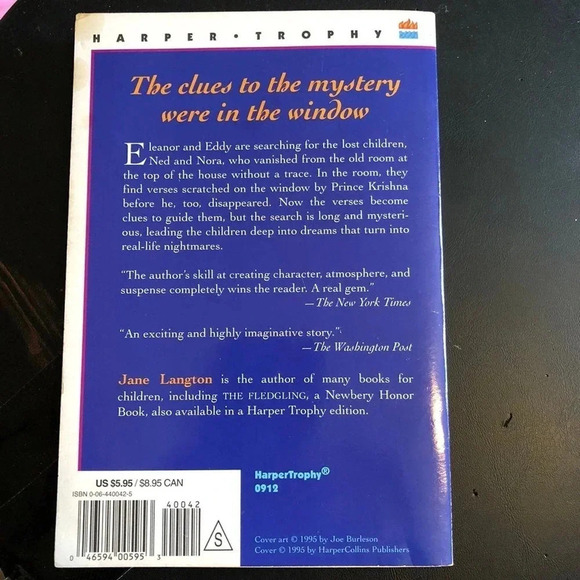 HARPER • TROPHY
The clues to the mystery
were in the window
Eleanor and Eddy are searching for the lost children,
Ned and Nora, who vanished from the old room at
the top of the house without a trace. In the room, they
find verses scratched on the window by Prince Krishna
before he, too, disappeared. Now the verses become
clues to guide them, but the search is long and mysteri-
ous, leading the children deep into dreams that turn into
real-life nightmares.
“The author's skill at creating character, atmosphere, and
suspense completely wins the reader. A real gem.”
—The New York Times
“An exciting and highly imaginative story.”
—The Washington Post
Jane Langton is the author of many books for
children, including THE FLEDGLING, a Newbery Honor
Book, also available in a Harper Trophy edition.
US $5.95 / $8.95 CAN
ISBN 0-06-440042-5
40042
0 46594 00595 3
S
HarperTrophy®
0912
Cover art © 1995 by Joe Burleson
Cover © 1995 by HarperCollins Publishers